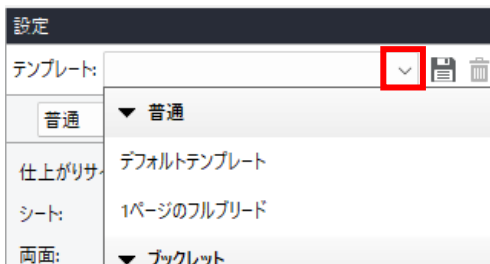 設定
テンプレート:
▼ 普通
普通
デフォルトテンプレート
仕上がりサ
シート:
1ページのフルブリード
両面:
▼ ブックレット